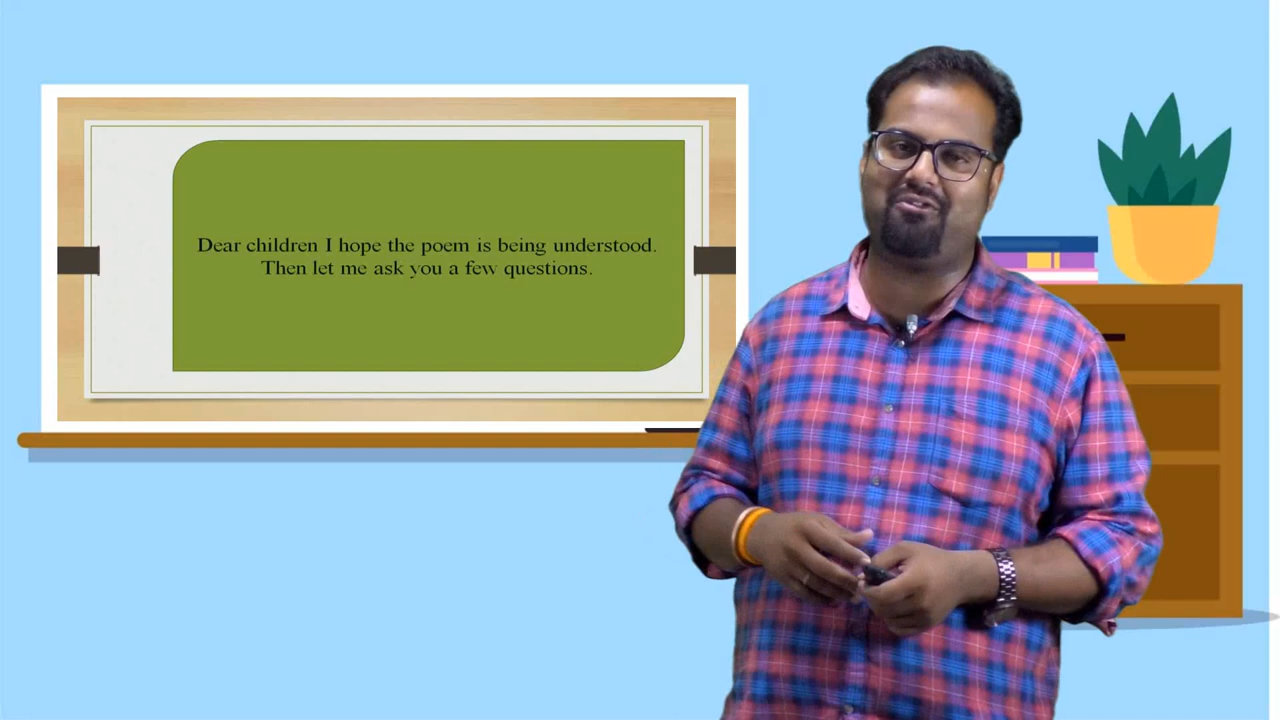 Dear children I hope the poem is being understood.
Then let me ask you a few questions.